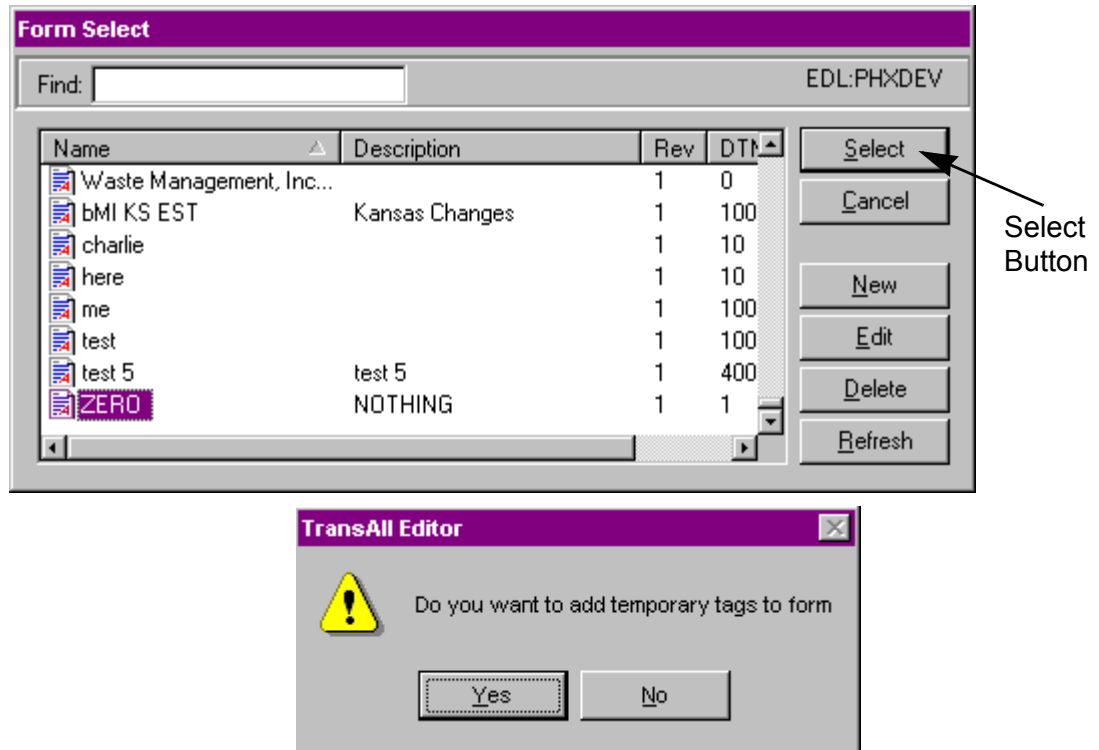 Form Select
Find: EDL:PHXDEV
Name Description Rev DTN
Waste Management, Inc... 1 0
bMI KS EST Kansas Changes 1 100
charlie 1 10
here 1 10
me 1 100
test 1 100
test 5 test 5 1 400
ZERO NOTHING 1 1
Select
Cancel
New
Edit
Delete
Refresh
Select
Button
TransAll Editor
Do you want to add temporary tags to form
Yes No